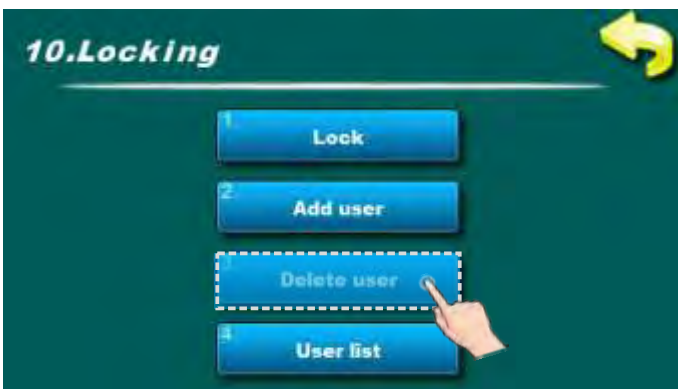 10.Locking
1
Lock
2
Add user
3
Delete user
4
User list